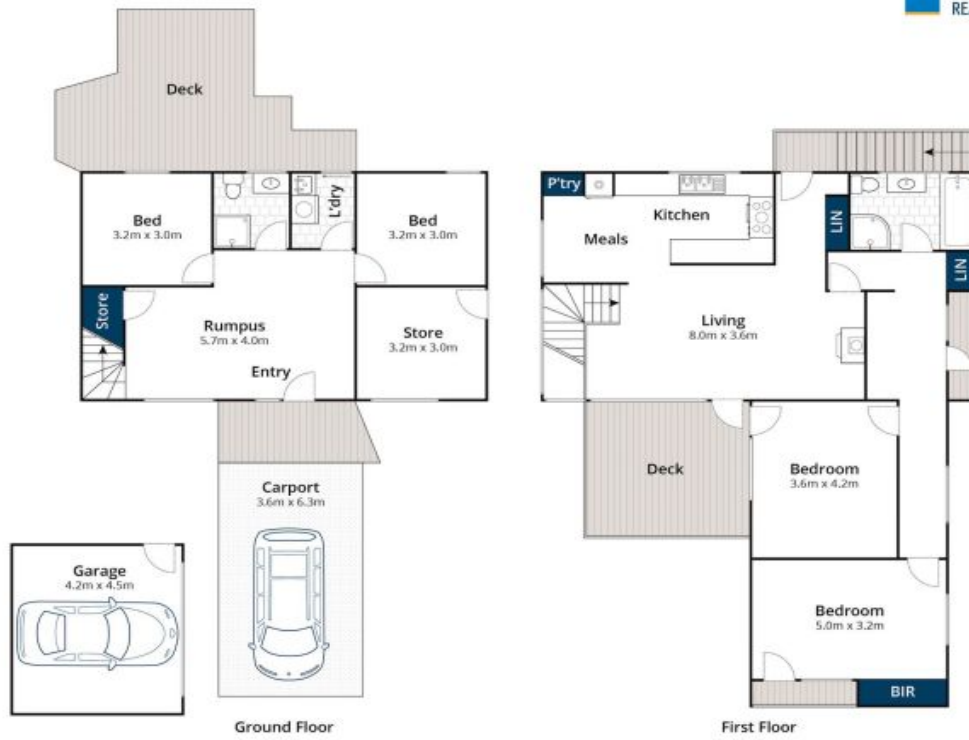 RE
Deck
Bed
3.2m x 3.0m
L'dry
Bed
3.2m x 3.0m
Store
Rumpus
5.7m x 4.0m
Store
3.2m x 3.0m
Entry
Carport
3.6m x 6.3m
Garage
4.2m x 4.5m
Ground Floor
P'try
Kitchen
Meals
LIN
LIN
Living
8.0m x 3.6m
Deck
Bedroom
3.6m x 4.2m
Bedroom
5.0m x 3.2m
BIR
First Floor